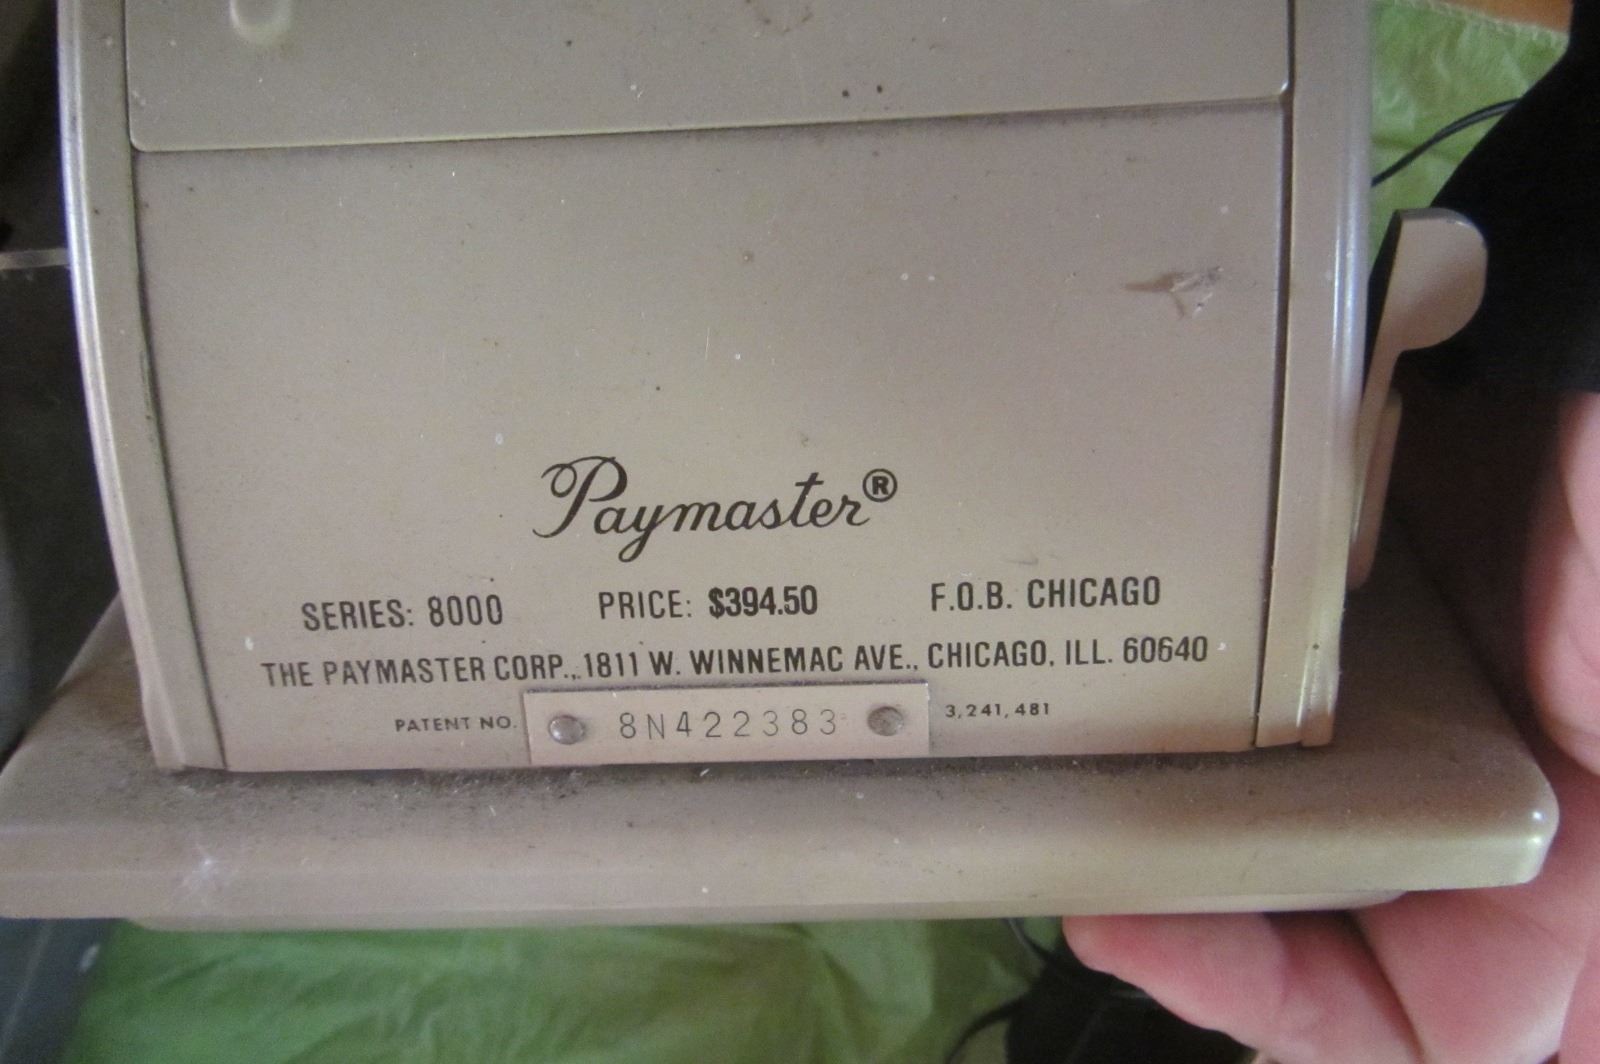 Paymaster®
SERIES: 8000 PRICE: $394.50 F.O.B. CHICAGO
THE PAYMASTER CORP., 1811 W. WINNEMAC AVE., CHICAGO, ILL. 60640
PATENT NO. 8N422383 3,241,481